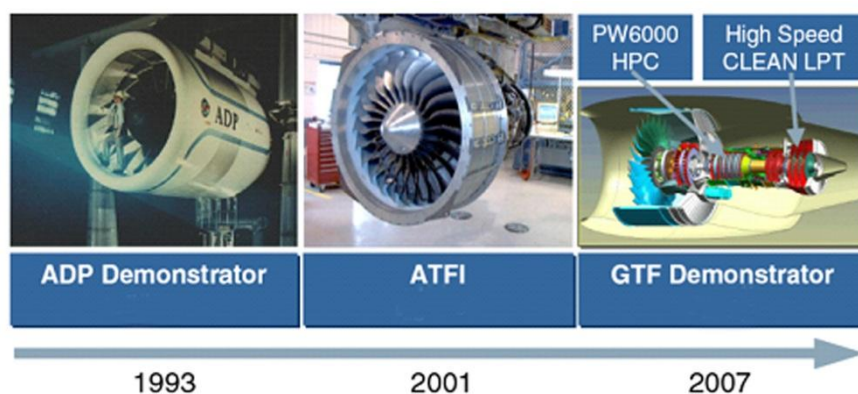 PW6000
HPC
High Speed
CLEAN LPT
ADP
ADP Demonstrator
ATFI
GTF Demonstrator
1993
2001
2007